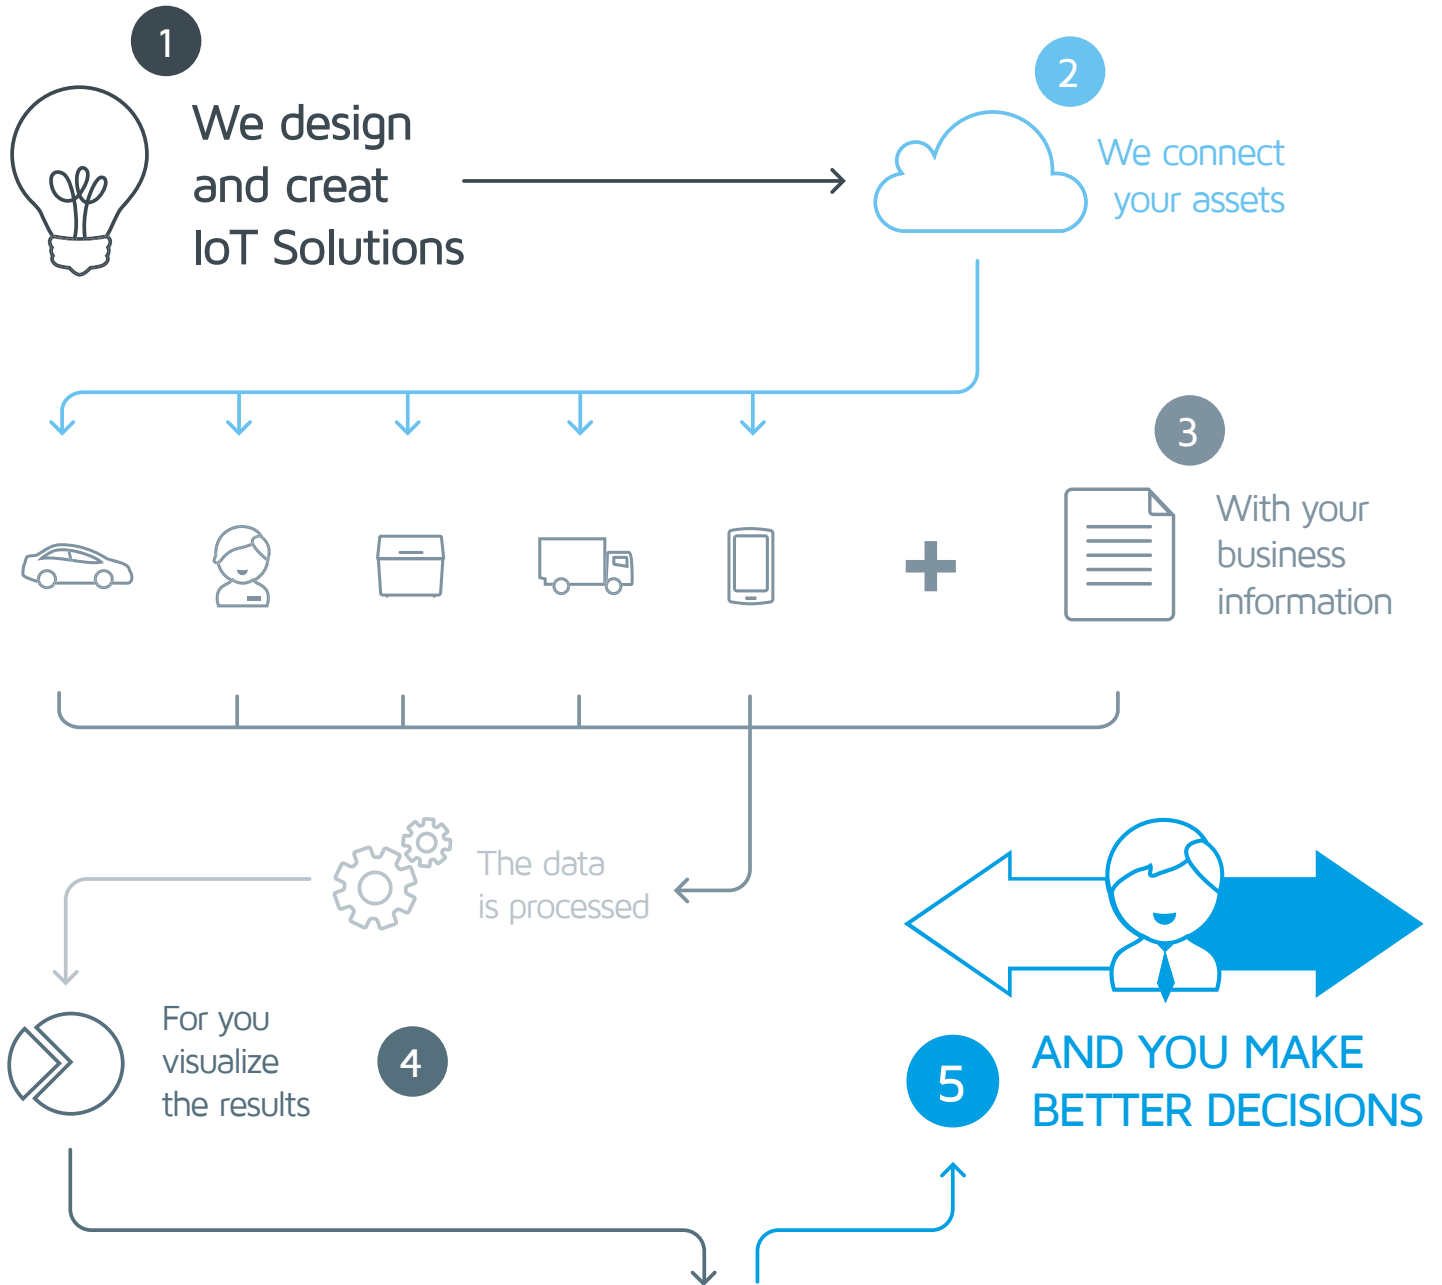 1
We design
and creat
IoT Solutions
2
We connect
your assets
3
With your
business
information
The data
is processed
For you
visualize
the results
4
5
AND YOU MAKE
BETTER DECISIONS